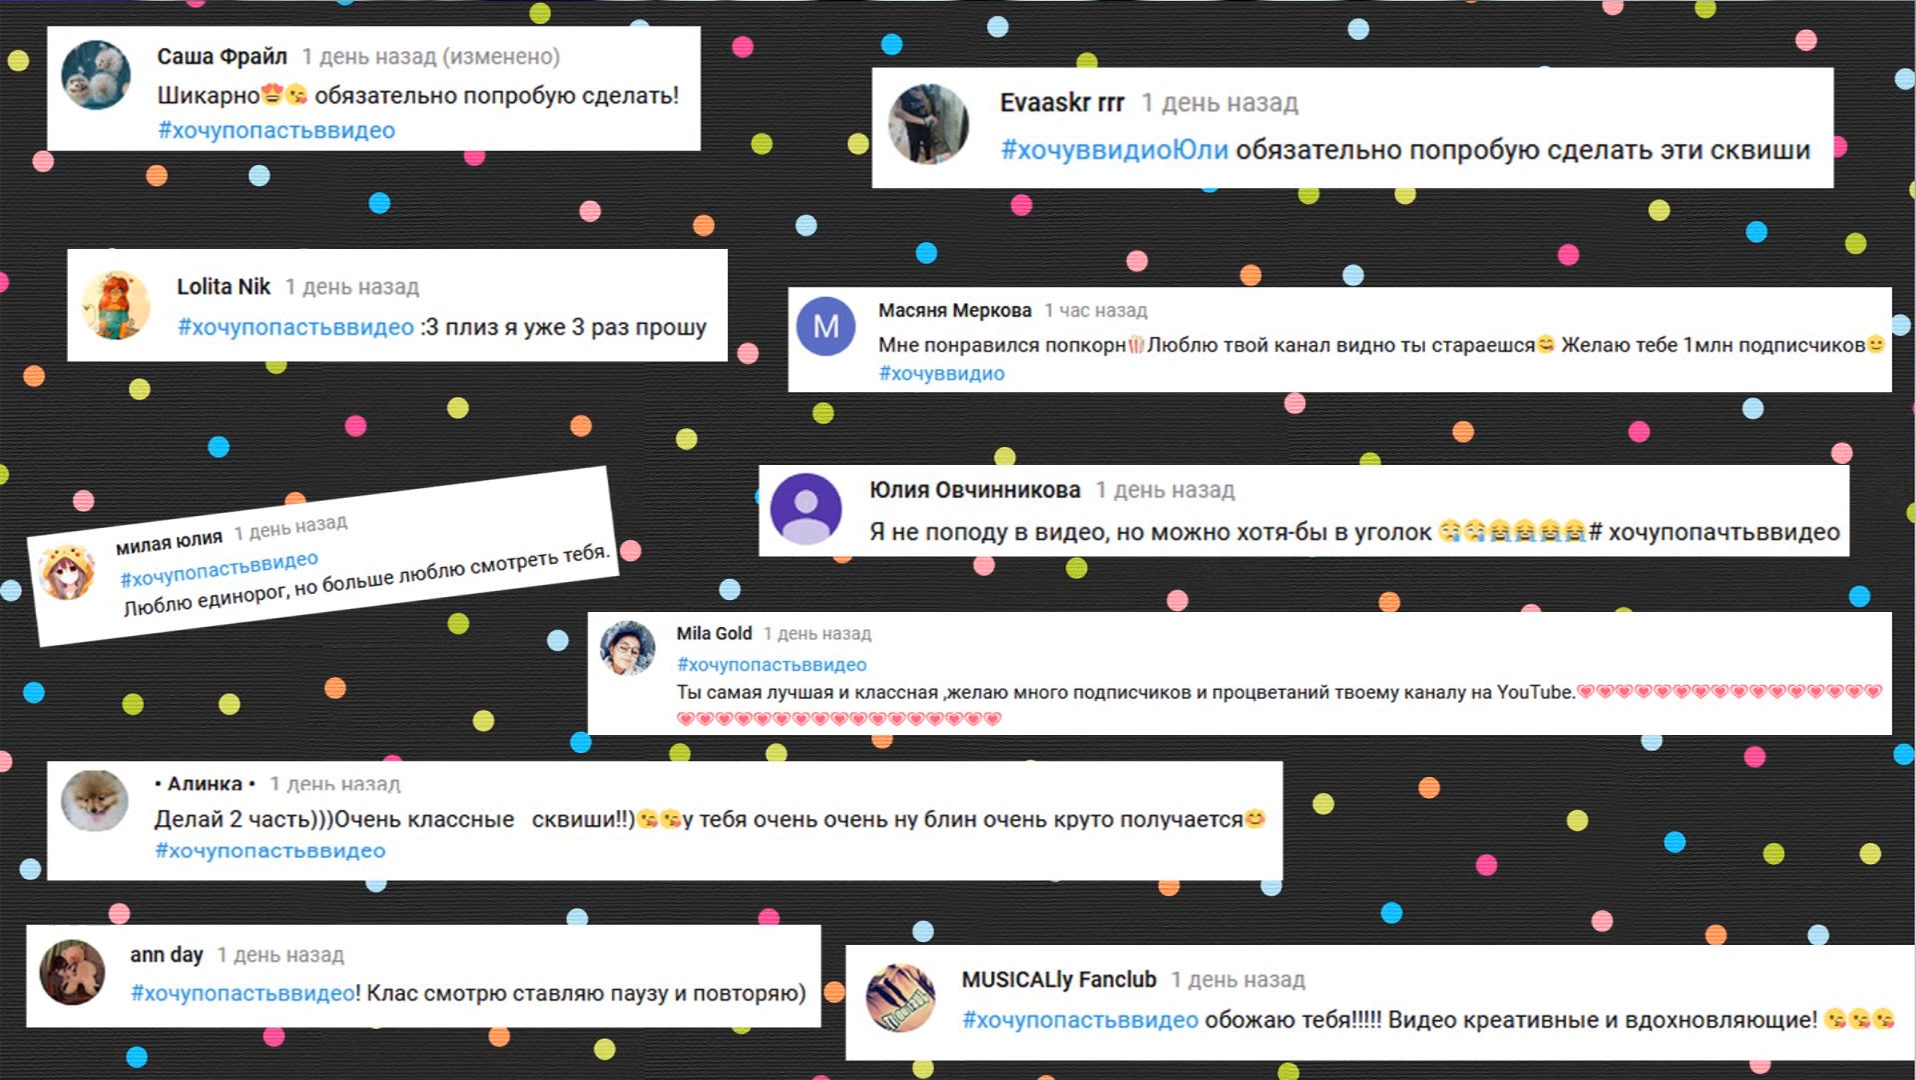 Саша Фрайл 1 день назад (изменено)
Шикарно😍😘 обязательно попробую сделать!
#хочупопастьввидео
Evaaskr rrr 1 день назад
#хочуввидиоЮли обязательно попробую сделать эти сквиши
Lolita Nik 1 день назад
#хочупопастьввидео :3 плиз я уже 3 раз прошу
М
Масяня Меркова 1 час назад
Мне понравился попкорн🍿Люблю твой канал видно ты стараешся😋 Желаю тебе 1млн подписчиков😉
#хочуввидио
милая юлия 1 день назад
#хочупопастьввидео
Люблю единорог, но больше люблю смотреть тебя.
Юлия Овчинникова 1 день назад
Я не поподу в видео, но можно хотя-бы в уголок 😢😢😭😭😭😭# хочупопачтьввидео
Mila Gold 1 день назад
#хочупопастьввидео
Ты самая лучшая и классная ,желаю много подписчиков и процветаний твоему каналу на YouTube.💗💗💗💗💗💗💗💗💗💗💗💗💗💗💗💗
💗💗💗💗💗💗💗💗💗💗💗💗💗💗💗💗💗
• Алинка • 1 день назад
Делай 2 часть)))Очень классные сквиши!!)😘😘у тебя очень очень ну блин очень круто получается😊
#хочупопастьввидео
ann day 1 день назад
#хочупопастьввидео! Клас смотрю ставляю паузу и повторяю)
MUSICALly Fanclub 1 день назад
#хочупопастьввидео обожаю тебя!!!!! Видео креативные и вдохновляющие! 😘😘😘